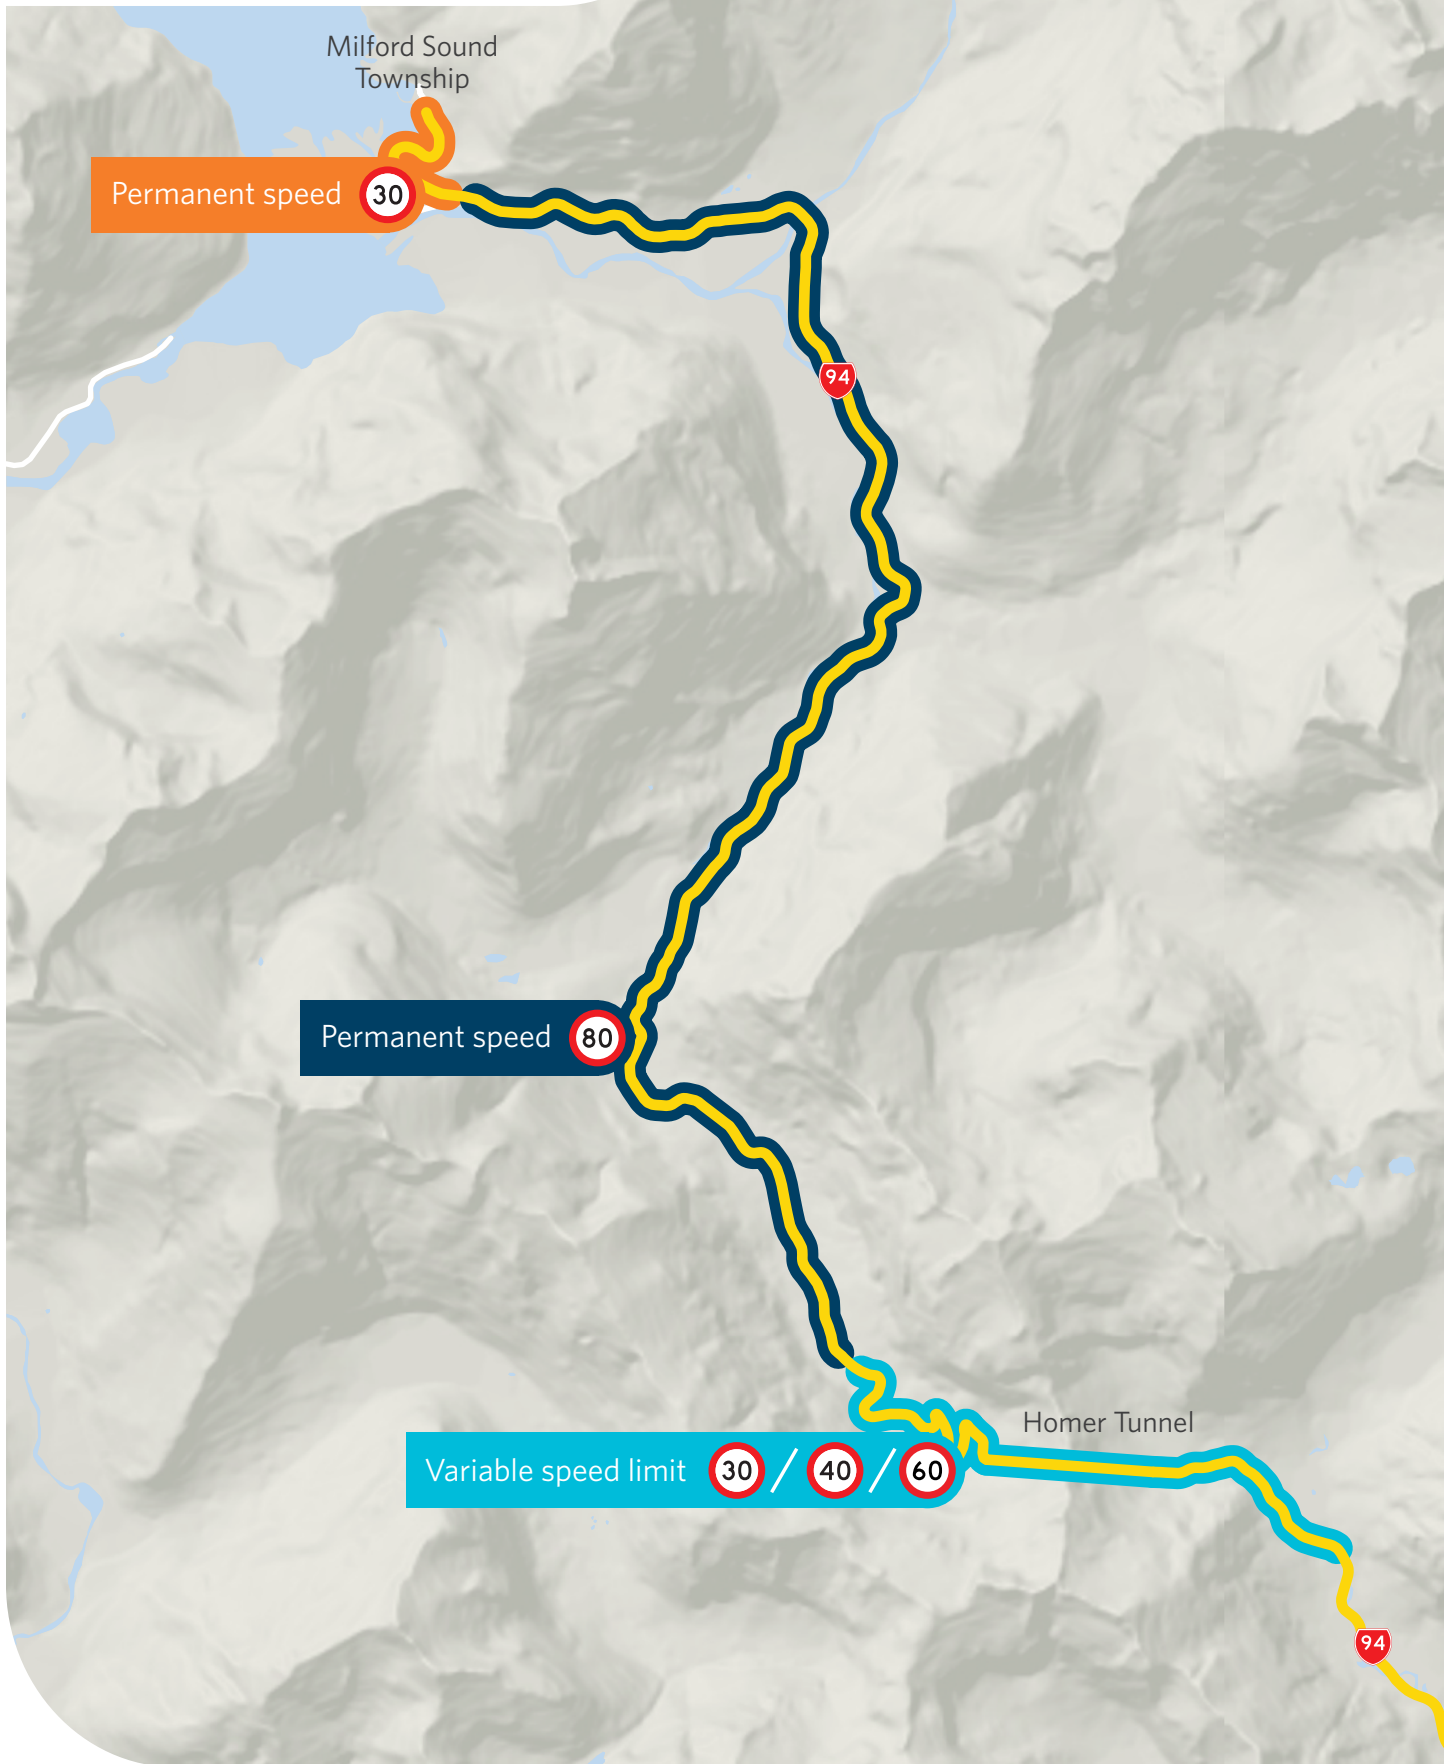 Milford Sound
Township
Permanent speed 30
94
Permanent speed 80
Homer Tunnel
Variable speed limit 30 / 40 / 60
94